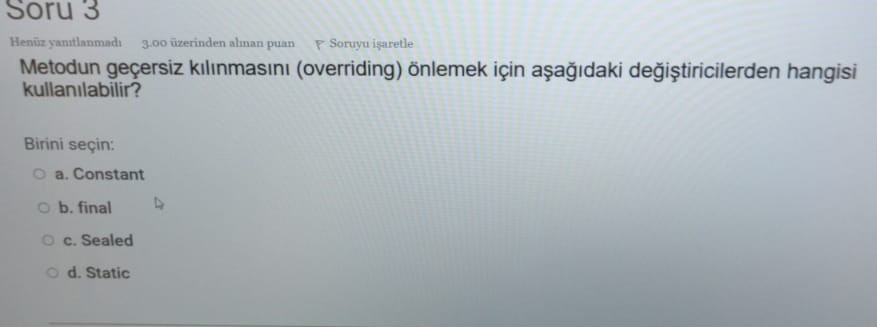 Soru 3
Henüz yanıtlanmadı 3.00 üzerinden alınan puan Soruyu işaretle
Metodun geçersiz kılınmasını (overriding) önlemek için aşağıdaki değiştiricilerden hangisi
kullanılabilir?
Birini seçin:
a. Constant
b. final
c. Sealed
d. Static